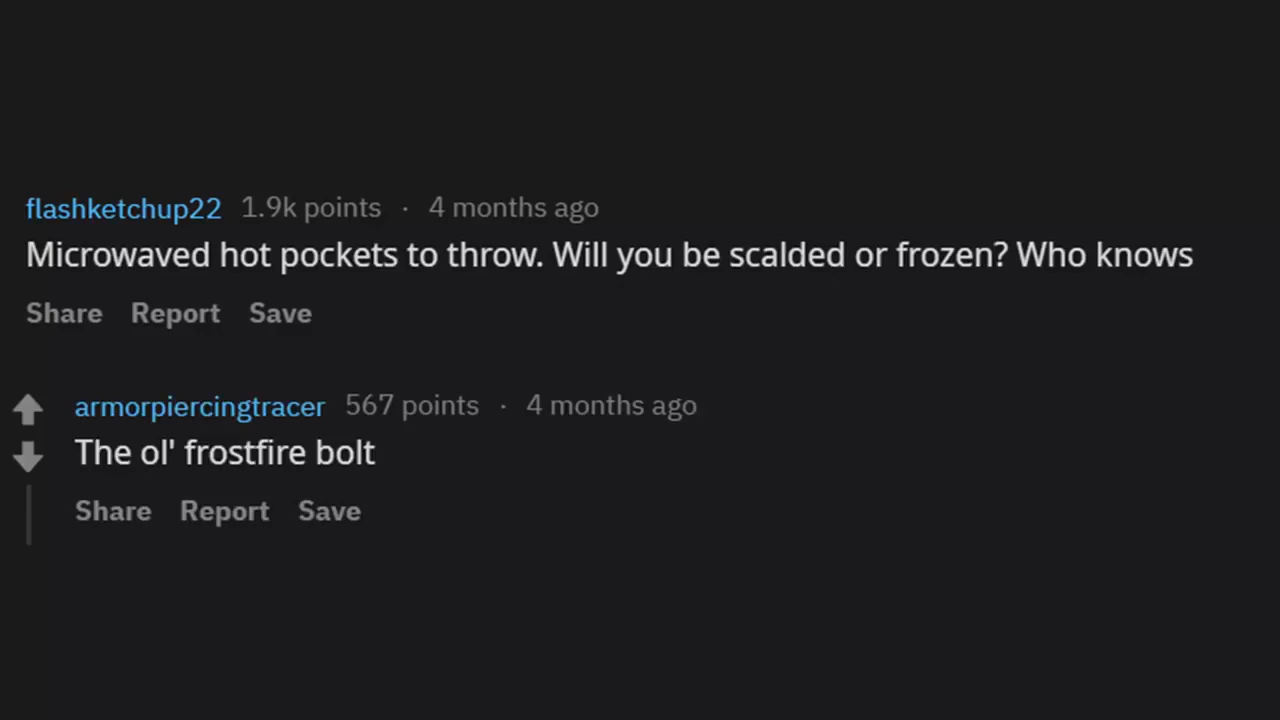 flashketchup22 1.9k points · 4 months ago
Microwaved hot pockets to throw. Will you be scalded or frozen? Who knows
Share Report Save
armorpiercingtracer 567 points · 4 months ago
The ol' frostfire bolt
Share Report Save